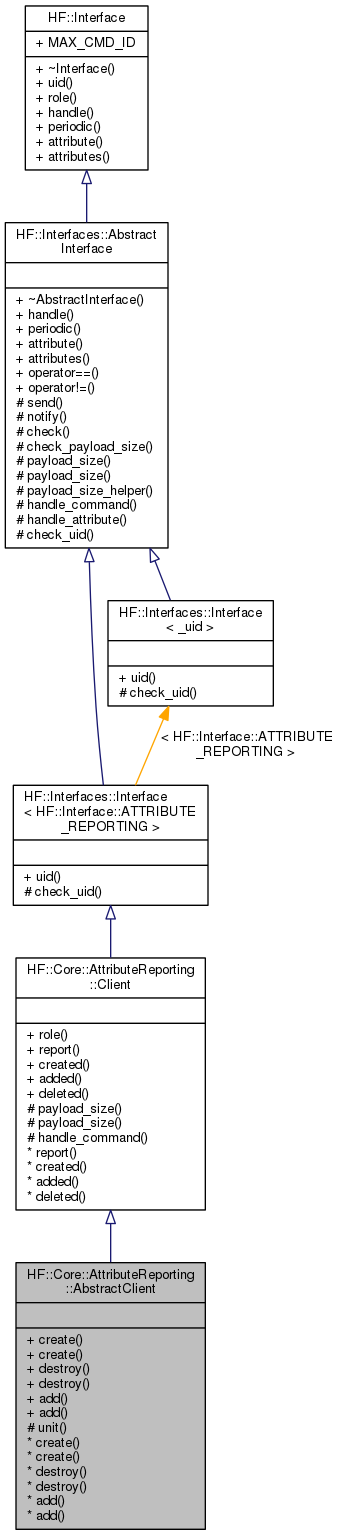 HF::Interface
+ MAX_CMD_ID
+ ~Interface()
+ uid()
+ role()
+ handle()
+ periodic()
+ attribute()
+ attributes()
HF::Interfaces::Abstract
Interface
+ ~AbstractInterface()
+ handle()
+ periodic()
+ attribute()
+ attributes()
+ operator==()
+ operator!=()
# send()
# notify()
# check()
# check_payload_size()
# payload_size()
# payload_size()
# payload_size_helper()
# handle_command()
# handle_attribute()
# check_uid()
HF::Interfaces::Interface
< _uid >
+ uid()
# check_uid()
< HF::Interface::ATTRIBUTE
_REPORTING >
HF::Interfaces::Interface
< HF::Interface::ATTRIBUTE
_REPORTING >
+ uid()
# check_uid()
HF::Core::AttributeReporting
::Client
+ role()
+ report()
+ created()
+ added()
+ deleted()
# payload_size()
# payload_size()
# handle_command()
* report()
* created()
* added()
* deleted()
HF::Core::AttributeReporting
::AbstractClient
+ create()
+ create()
+ destroy()
+ destroy()
+ add()
+ add()
# unit()
* create()
* create()
* destroy()
* destroy()
* add()
* add()